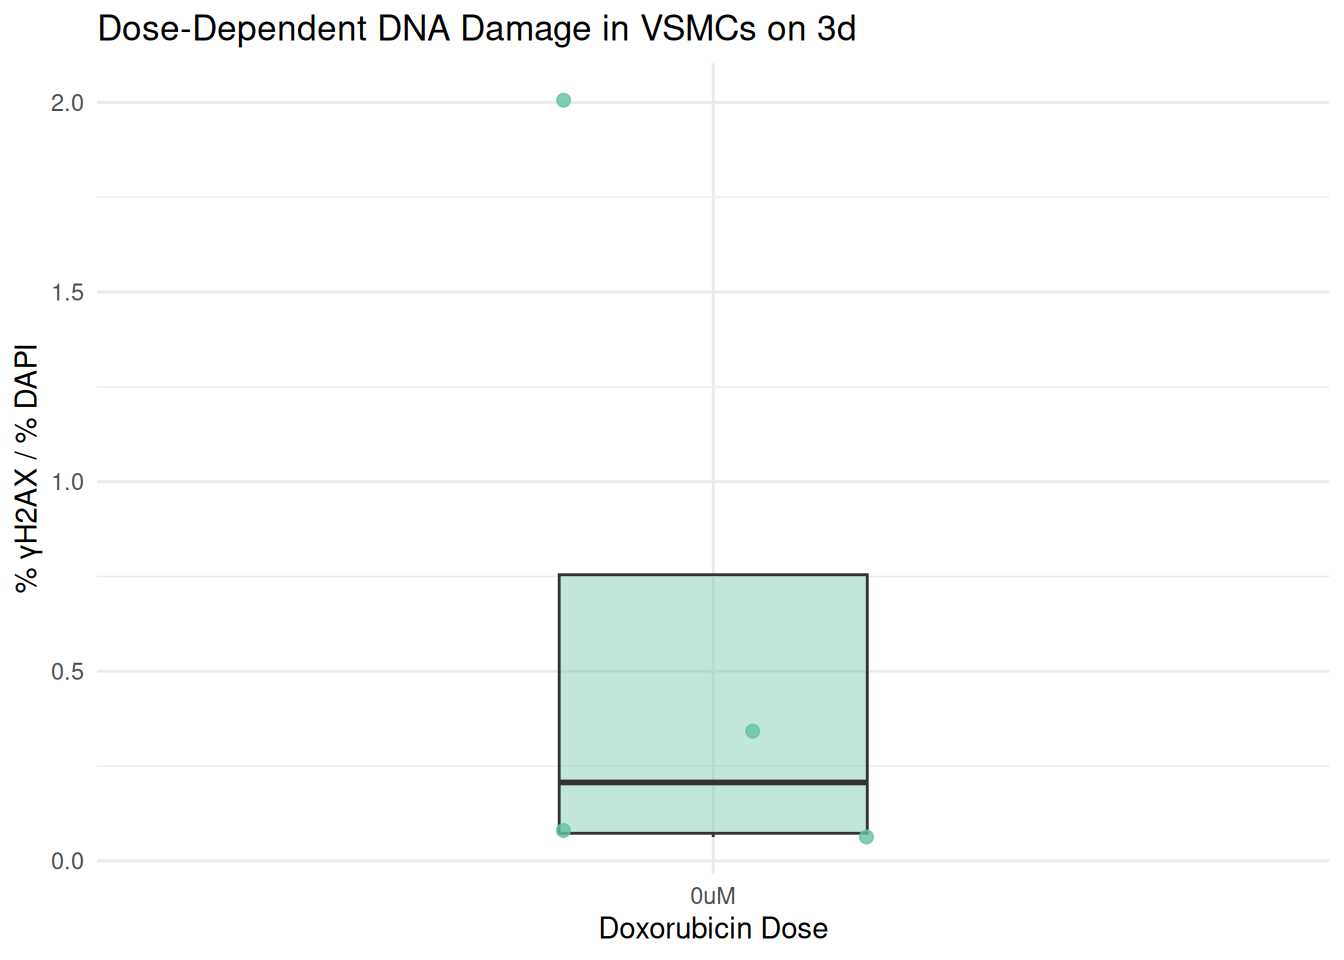 Dose-Dependent DNA Damage in VSMCs on 3d
% γH2AX / % DAPI
2.0
1.5
1.0
0.5
0.0
0uM
Doxorubicin Dose